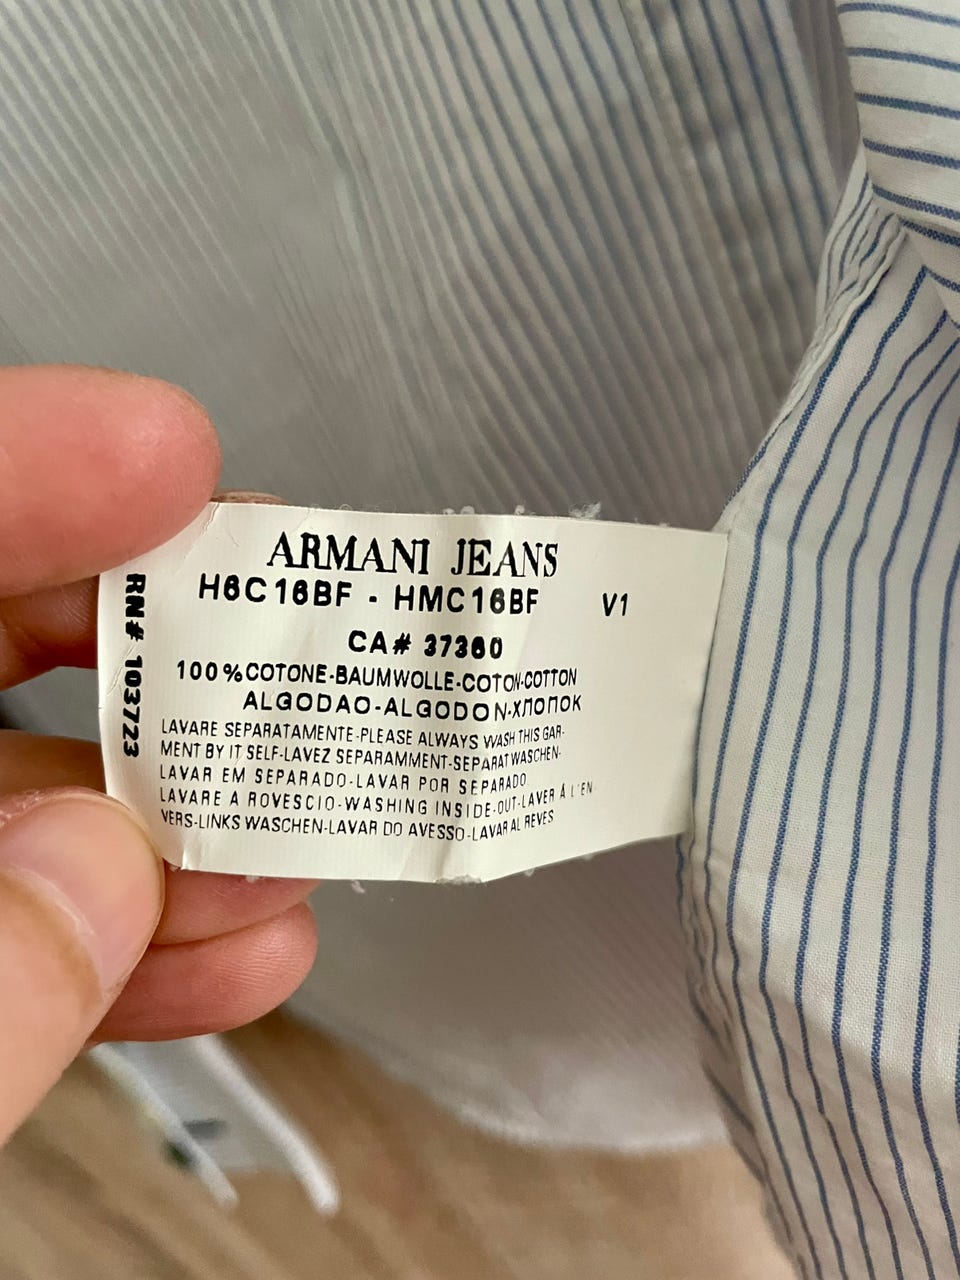 ARMANI JEANS
H6C16BF - HMC16BF V1
CA# 37360
100%COTONE-BAUMWOLLE-COTON-COTTON
ALGODAO-ALGODON-ХЛОПОК
LAVARE SEPARATAMENTE-PLEASE ALWAYS WASH THIS GAR-
MENT BY IT SELF-LAVEZ SEPARAMMENT-SEPARAT WASCHEN-
LAVAR EM SEPARADO-LAVAR POR SEPARADO
LAVARE A ROVESCIO-WASHING INSIDE-OUT-LAVER À L'EN
VERS-LINKS WASCHEN-LAVAR DO AVESSO-LAVAR AL REVES
RN# 103723